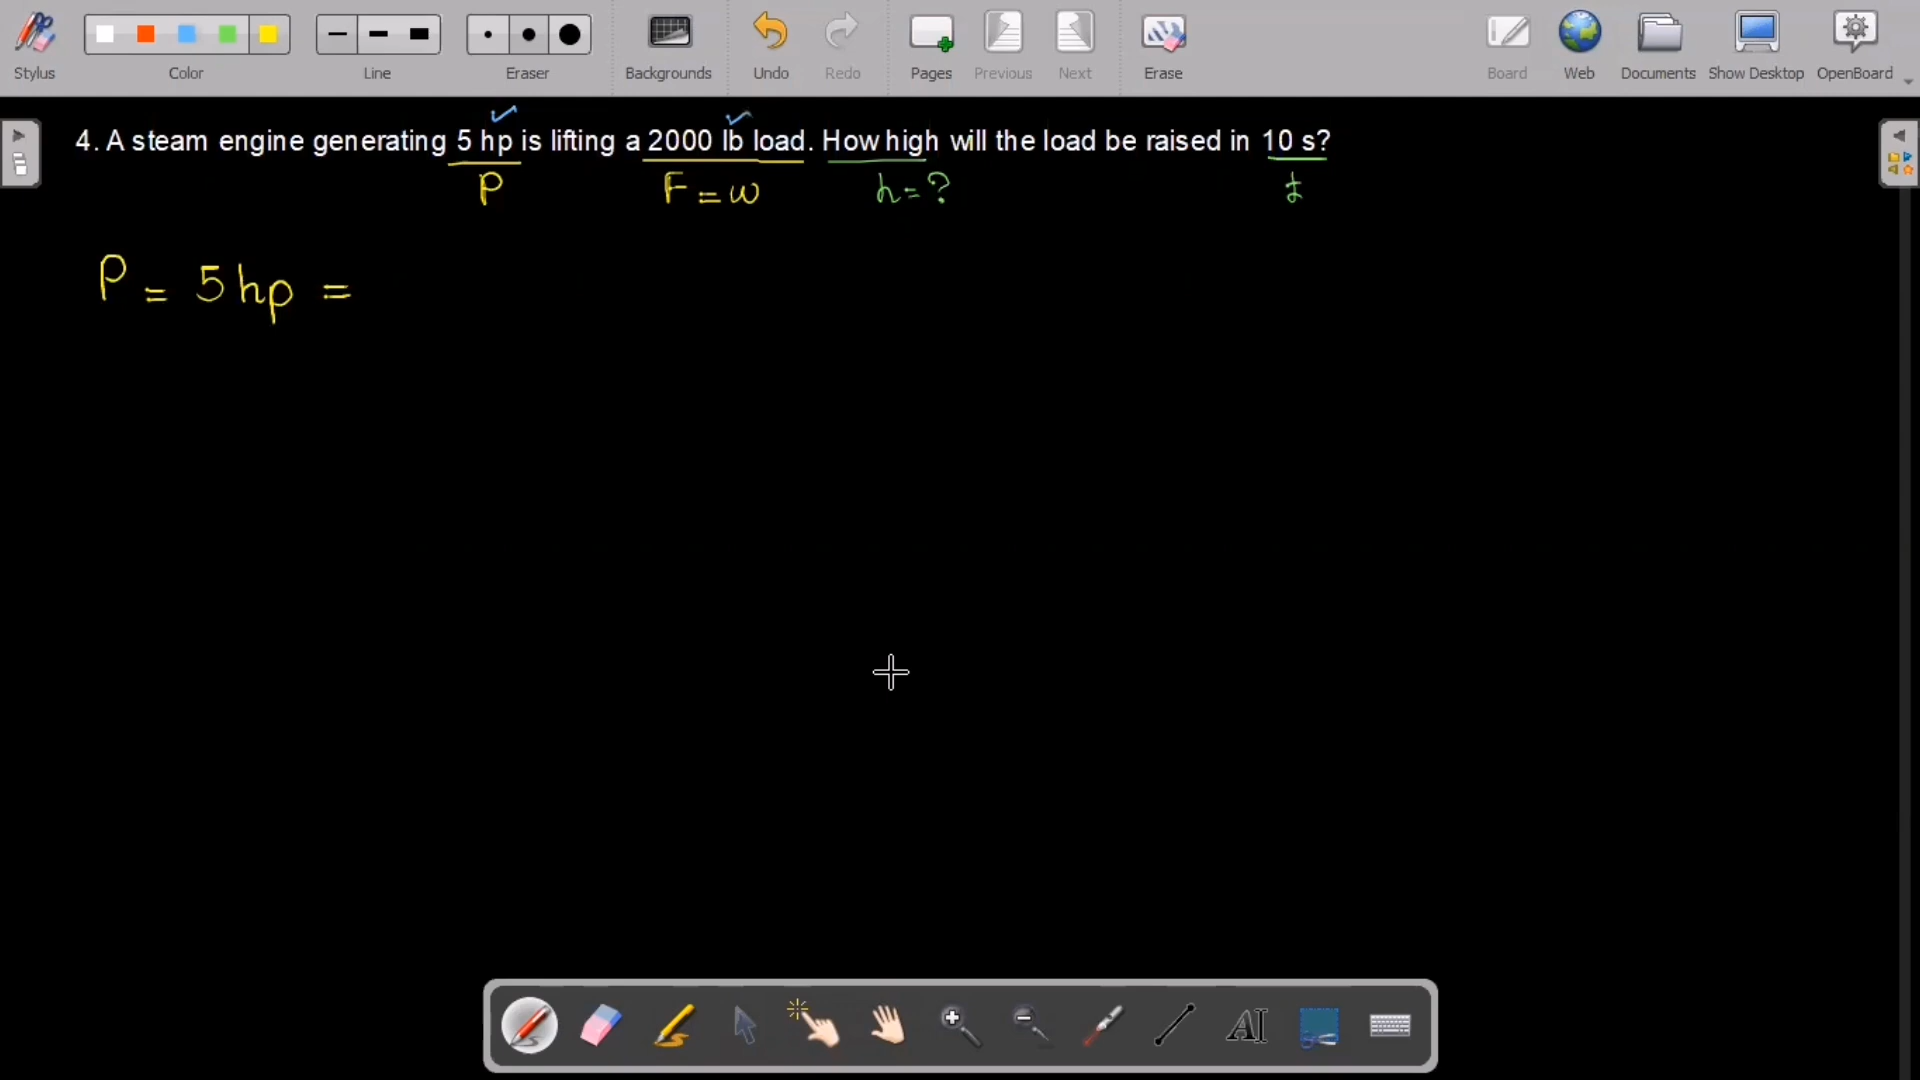 Stylus Color Line Eraser Backgrounds Undo Redo Pages Previous Next Erase Board Web Documents Show Desktop OpenBoard
4. A steam engine generating 5 hp is lifting a 2000 lb load. How high will the load be raised in 10 s?
P F = w h = ? t
P = 5 hp =
AI